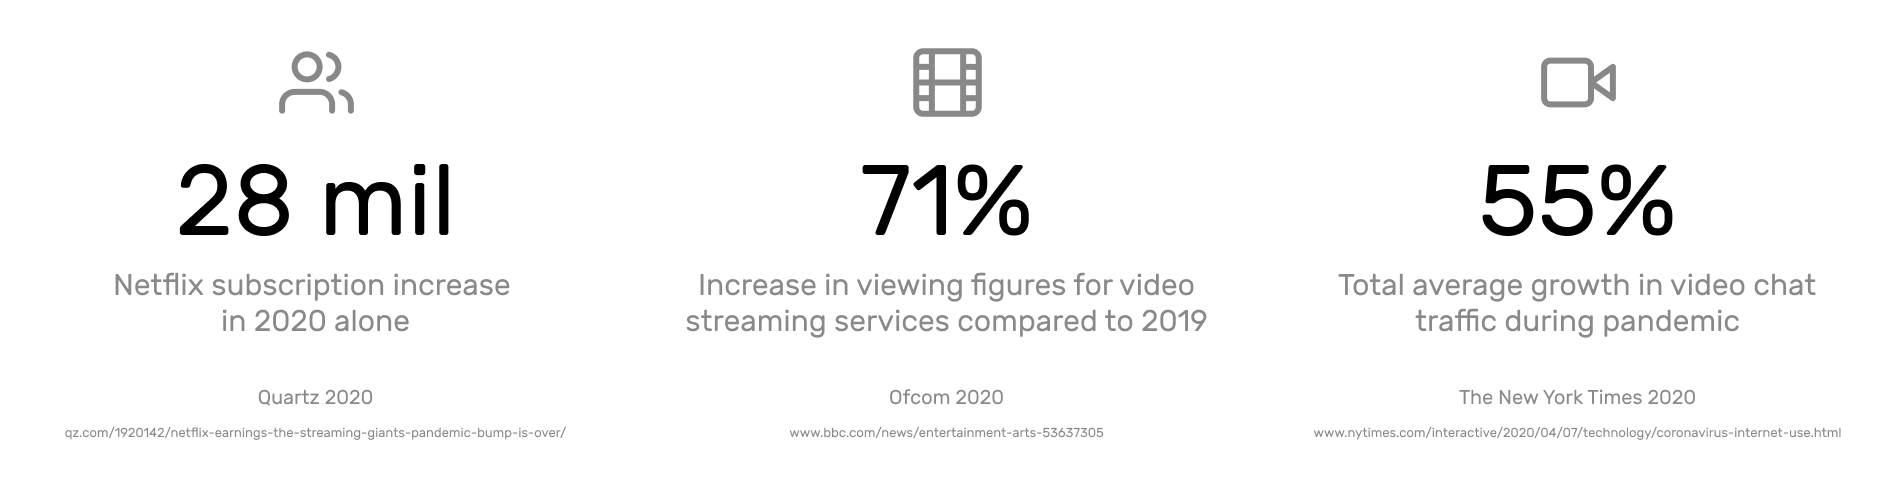 28 mil
Netflix subscription increase
in 2020 alone
Quartz 2020
qz.com/1920142/netflix-earnings-the-streaming-giants-pandemic-bump-is-over/
71%
Increase in viewing figures for video
streaming services compared to 2019
Ofcom 2020
www.bbc.com/news/entertainment-arts-53637305
55%
Total average growth in video chat
traffic during pandemic
The New York Times 2020
www.nytimes.com/interactive/2020/04/07/technology/coronavirus-internet-use.html